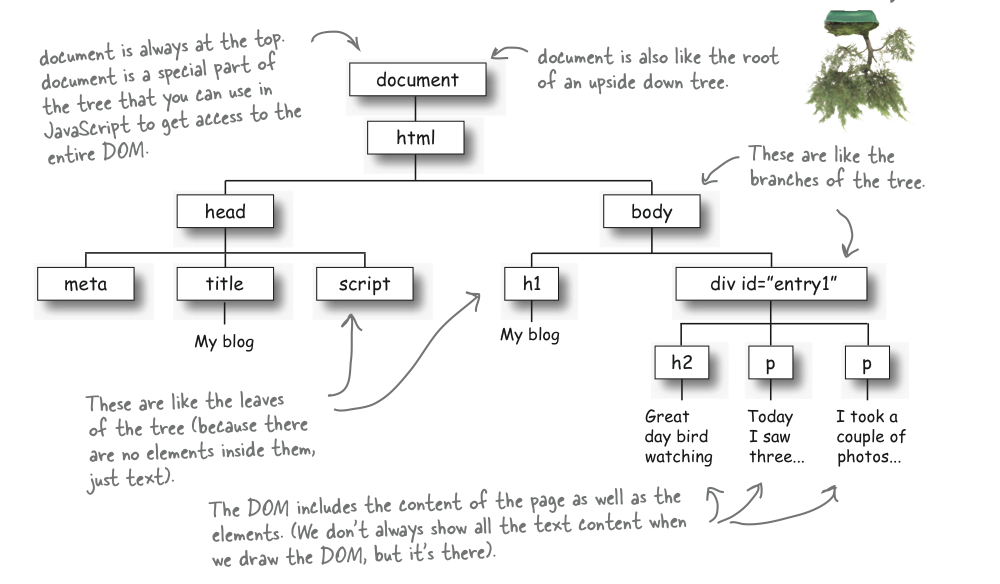 document is always at the top.
document is a special part of
the tree that you can use in
JavaScript to get access to the
entire DOM.
document
document is also like the root
of an upside down tree.
html
These are like the
branches of the tree.
head
body
meta
title
script
h1
div id="entry1"
My blog
My blog
h2
p
p
Great
day bird
watching
Today
I saw
three...
I took a
couple of
photos...
These are like the leaves
of the tree (because there
are no elements inside them,
just text).
The DOM includes the content of the page as well as the
elements. (We don't always show all the text content when
we draw the DOM, but it's there).